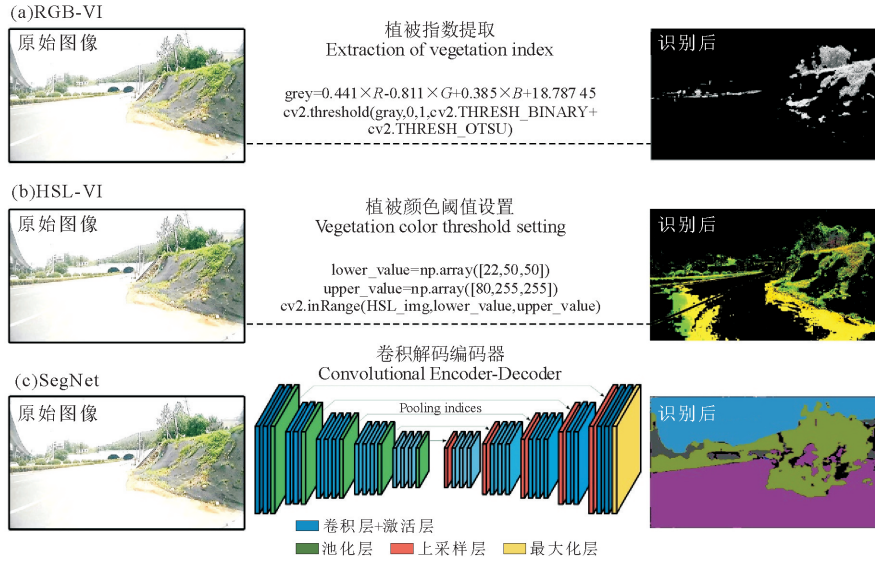 (a)RGB-VI
原始图像
植被指数提取
Extraction of vegetation index
grey=0.441×R-0.811×G+0.385×B+18.787 45
cv2.threshold(gray,0,1,cv2.THRESH_BINARY+
cv2.THRESH_OTSU)
识别后
(b)HSL-VI
原始图像
植被颜色阈值设置
Vegetation color threshold setting
lower_value=np.array([22,50,50])
upper_value=np.array([80,255,255])
cv2.inRange(HSL_img,lower_value,upper_value)
识别后
(c)SegNet
原始图像
卷积解码编码器
Convolutional Encoder-Decoder
Pooling indices
识别后
卷积层+激活层
池化层
上采样层
最大化层